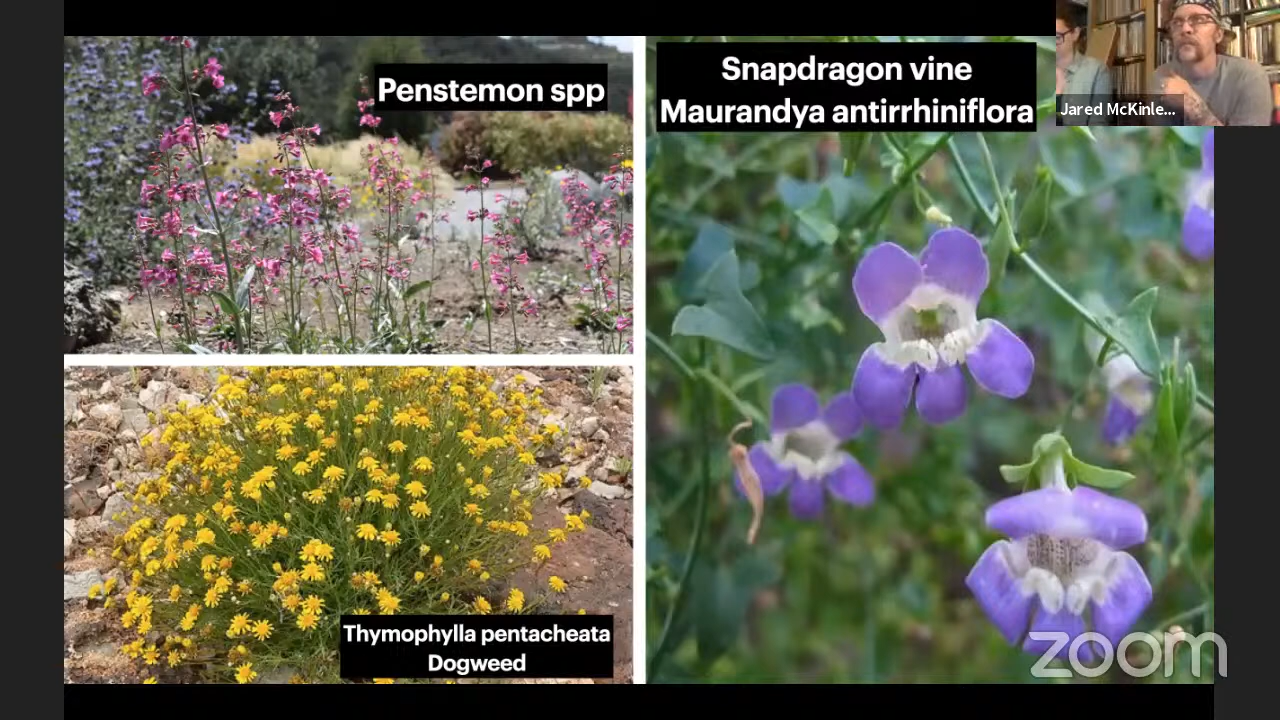 Penstemon spp
Snapdragon vine
Maurandya antirrhiniflora
Jared McKinle...
Thymophylla pentacheata
Dogweed
zoom